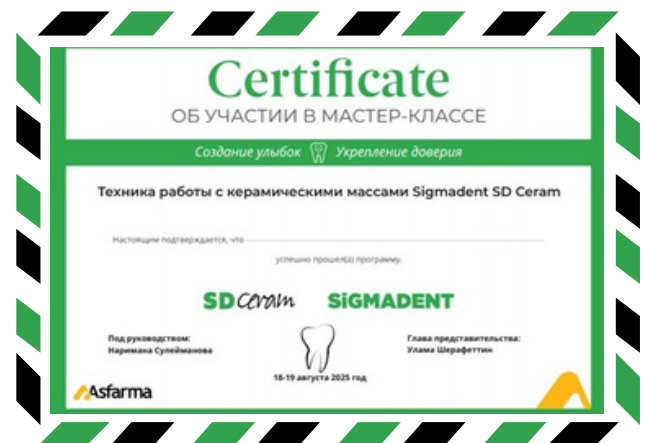 Certificate
ОБ УЧАСТИИ В МАСТЕР-КЛАССЕ
Создание улыбок Укрепление доверия
Техника работы с керамическими массами Sigmadent SD Ceram
Настоящим подтверждается, что
успешно прошел(а) программу.
SD Ceram SiGMADENT
Под руководством:
Наримана Сулейманова
Глава представительства:
Улама Шерафеттин
18-19 августа 2025 год
Asfarma